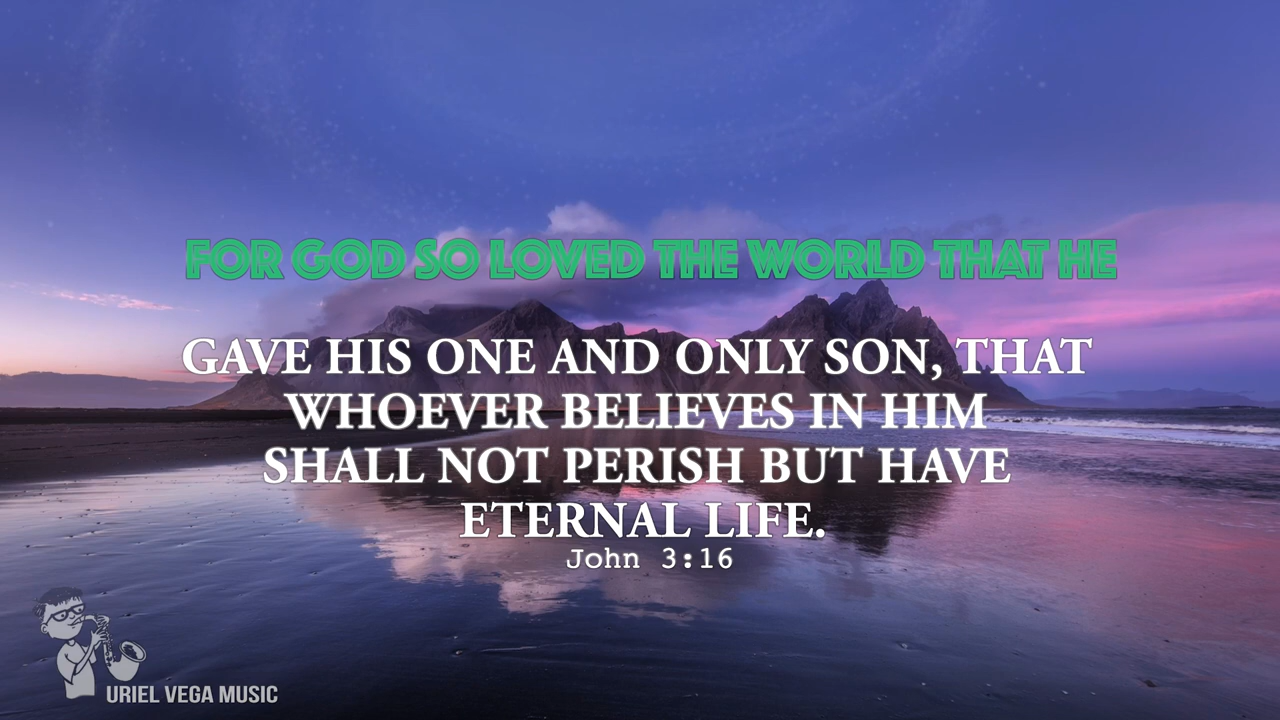 FOR GOD SO LOVED THE WORLD THAT HE
GAVE HIS ONE AND ONLY SON, THAT
WHOEVER BELIEVES IN HIM
SHALL NOT PERISH BUT HAVE
ETERNAL LIFE.
John 3:16
URIEL VEGA MUSIC